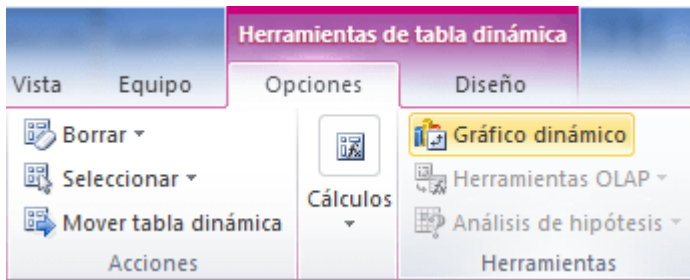 Herramientas de tabla dinámica
Vista Equipo Opciones Diseño
Borrar
Seleccionar
Mover tabla dinámica
Acciones
Cálculos
Gráfico dinámico
Herramientas OLAP
Análisis de hipótesis
Herramientas